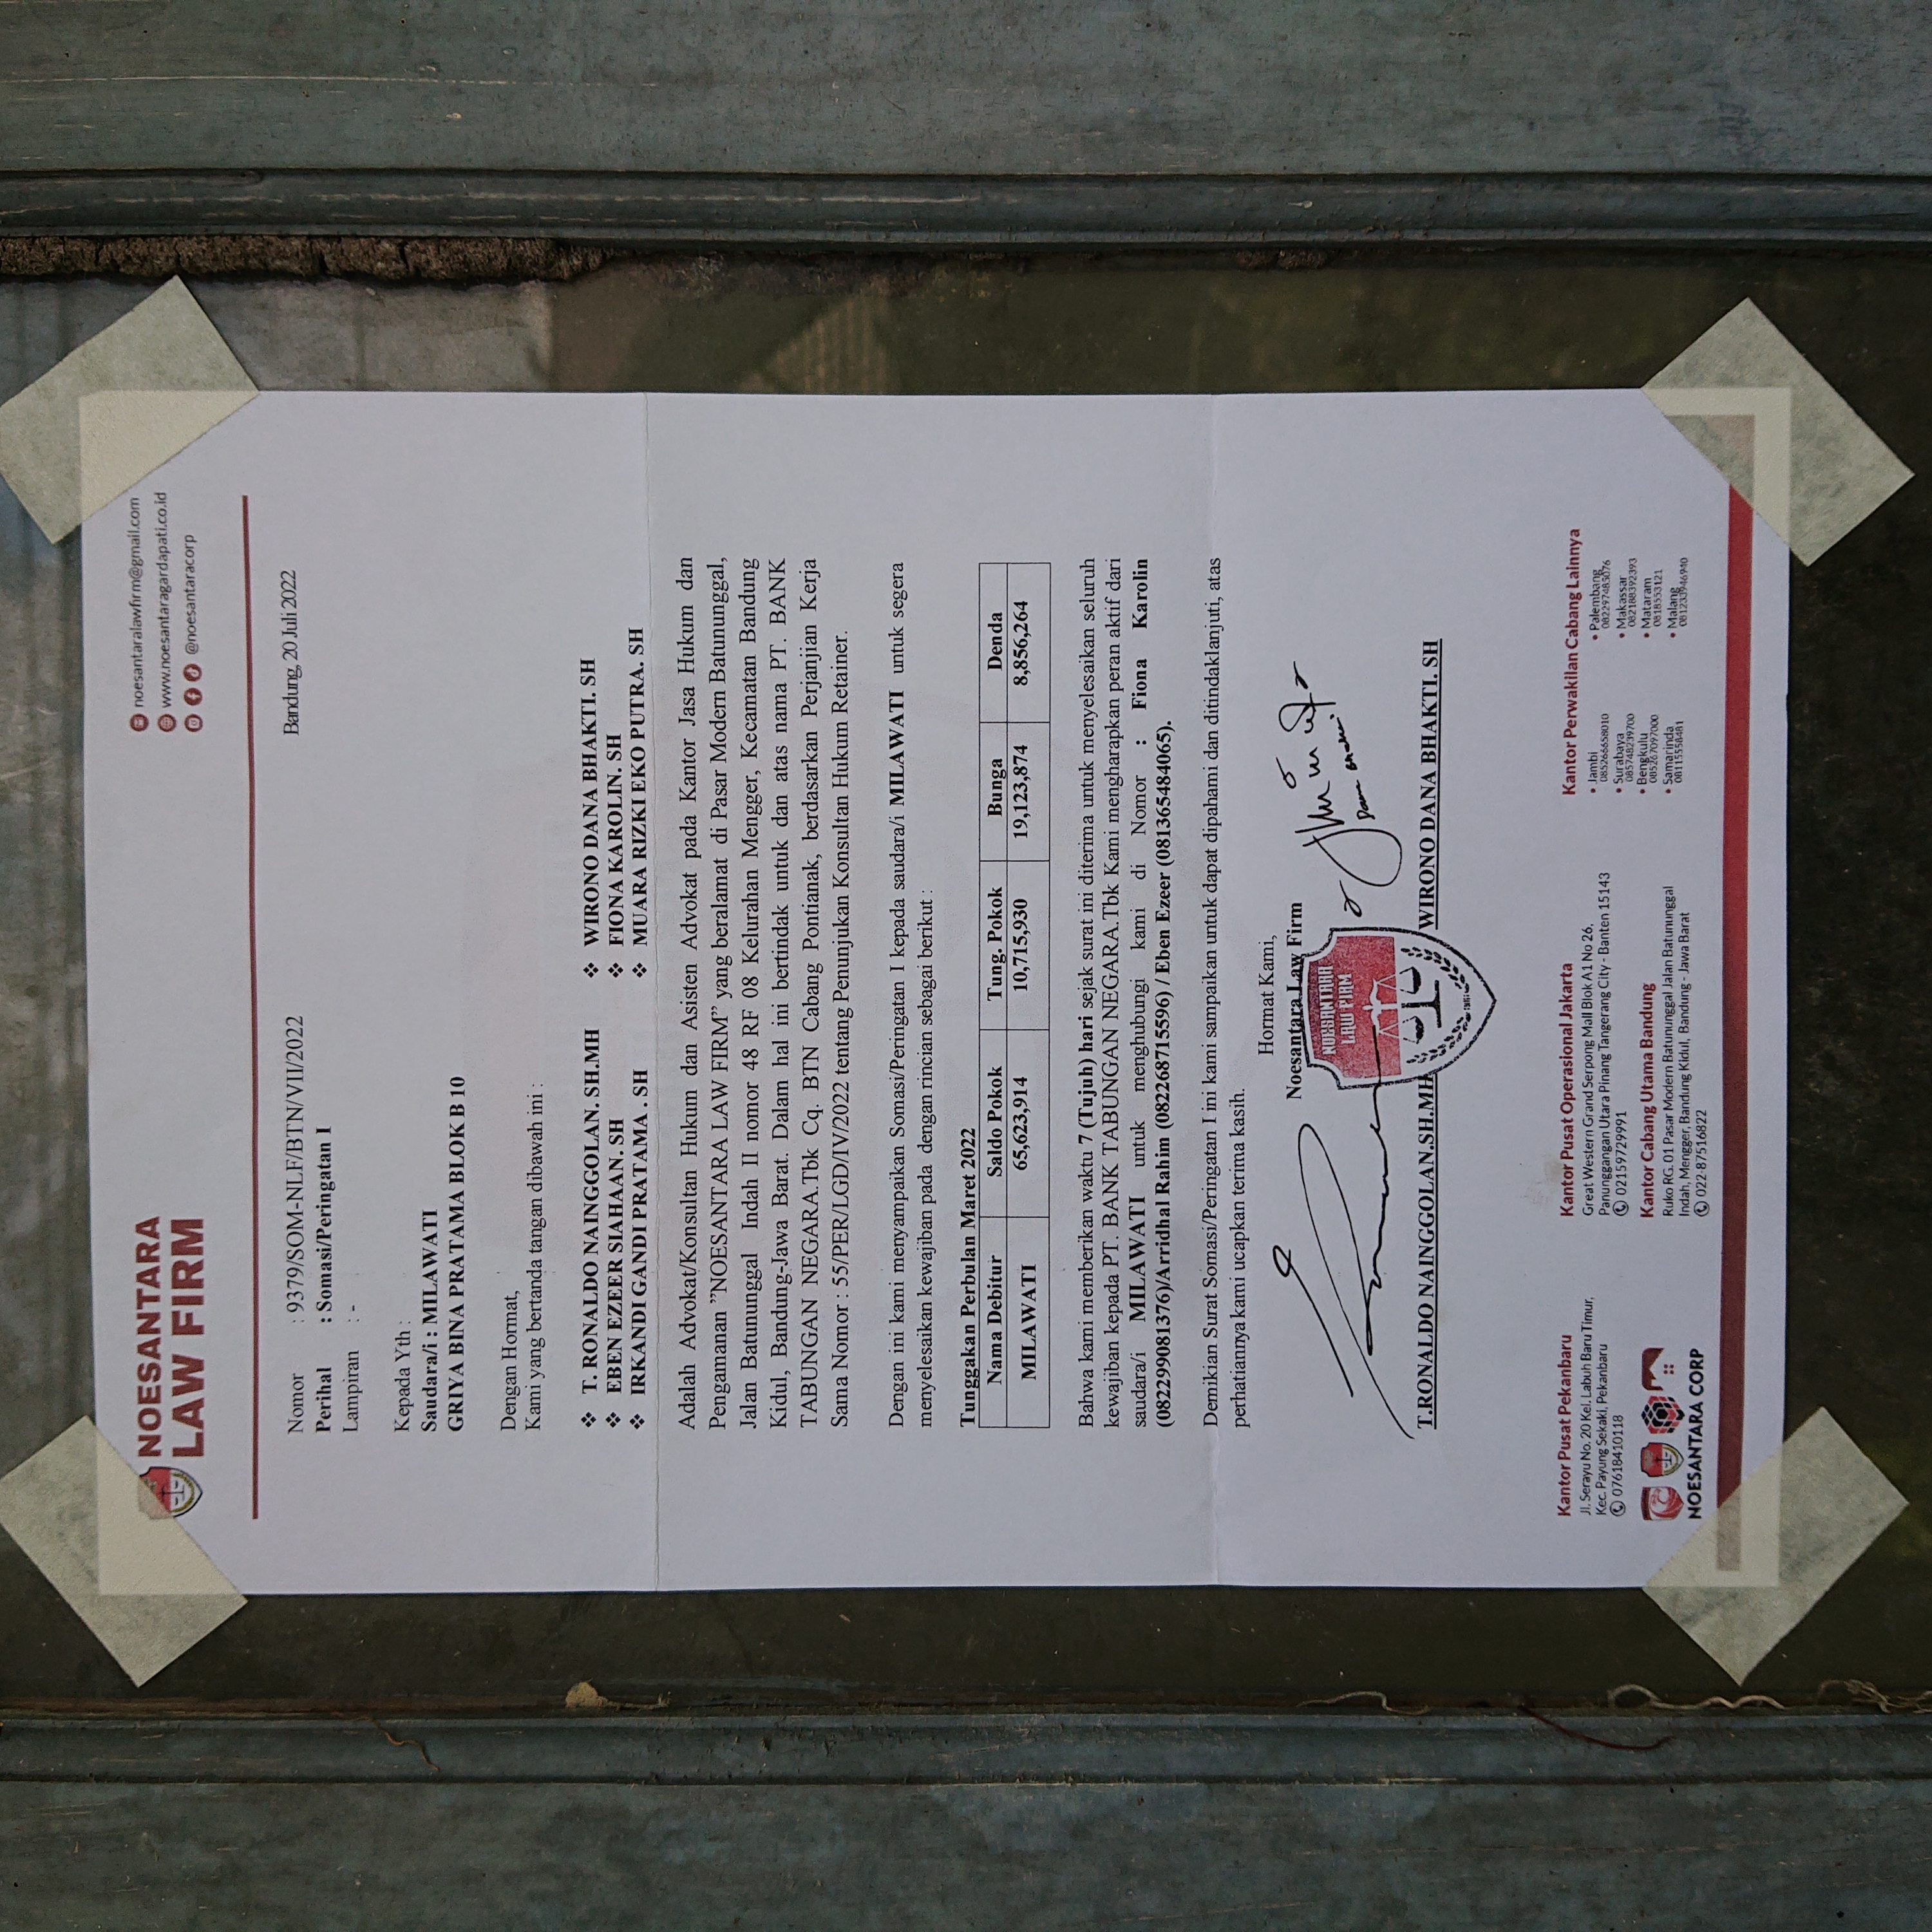 NOESANTARA
LAW FIRM
noesantaralawfirm@gmail.com
www.noesantaragardapati.co.id
@noesantaracorp
Bandung, 20 Juli 2022
Nomor : 9379/SOM-NLF/BTN/VII/2022
Perihal : Somasi/Peringatan I
Lampiran : -
Kepada Yth :
Saudara/i : MILAWATI
GRIYA BINA PRATAMA BLOK B 10
Dengan Hormat,
Kami yang bertanda tangan dibawah ini :
❖ T. RONALDO NAINGGOLAN. SH.MH ❖ WIRONO DANA BHAKTI. SH
❖ EBEN EZEER SIAHAAN. SH ❖ FIONA KAROLIN. SH
❖ IRKANDI GANDI PRATAMA . SH ❖ MUARA RIZKI EKO PUTRA. SH
Adalah Advokat/Konsultan Hukum dan Asisten Advokat pada Kantor Jasa Hukum dan
Pengamanan "NOESANTARA LAW FIRM" yang beralamat di Pasar Modern Batununggal,
Jalan Batununggal Indah II nomor 48 RF 08 Kelurahan Mengger, Kecamatan Bandung
Kidul, Bandung-Jawa Barat. Dalam hal ini bertindak untuk dan atas nama PT. BANK
TABUNGAN NEGARA.Tbk Cq. BTN Cabang Pontianak, berdasarkan Perjanjian Kerja
Sama Nomor : 55/PER/LGD/IV/2022 tentang Penunjukan Konsultan Hukum Retainer.
Dengan ini kami menyampaikan Somasi/Peringatan I kepada saudara/i MILAWATI untuk segera
menyelesaikan kewajiban pada dengan rincian sebagai berikut :
Tunggakan Perbulan Maret 2022
Nama Debitur Saldo Pokok Tung. Pokok Bunga Denda
MILAWATI 65,623,914 10,715,930 19,123,874 8,856,264
Bahwa kami memberikan waktu 7 (Tujuh) hari sejak surat ini diterima untuk menyelesaikan seluruh
kewajiban kepada PT. BANK TABUNGAN NEGARA.Tbk Kami mengharapkan peran aktif dari
saudara/i MILAWATI untuk menghubungi kami di Nomor : Fiona Karolin
(082299081376)/Arridhal Rahim (082268715596) / Eben Ezeer (081365484065).
Demikian Surat Somasi/Peringatan I ini kami sampaikan untuk dapat dipahami dan ditindaklanjuti, atas
perhatiannya kami ucapkan terima kasih.
Hormat Kami,
Noesantara Law Firm
NOESANTARA
LAW FIRM
T.RONALDO NAINGGOLAN.SH.MH WIRONO DANA BHAKTI. SH
Kantor Pusat Pekanbaru
Jl. Serayu No. 20 Kel. Labuh Baru Timur,
Kec. Payung Sekaki, Pekanbaru
07618410118
NOESANTARA CORP
Kantor Pusat Operasional Jakarta
Great Western Grand Serpong Mall Blok A1 No 26,
Panunggangan Utara Pinang Tangerang City - Banten 15143
02159729991
Kantor Cabang Utama Bandung
Ruko RG. 01 Pasar Modern Batununggal Jalan Batununggal
Indah, Mengger, Bandung Kidul, Bandung - Jawa Barat
022-87516822
Kantor Perwakilan Cabang Lainnya
• Jambi
085266658010
• Surabaya
085748239700
• Bengkulu
085267097000
• Samarinda
08115558481
• Palembang
082297485076
• Makassar
082188392393
• Mataram
0818553121
• Malang
081233946940